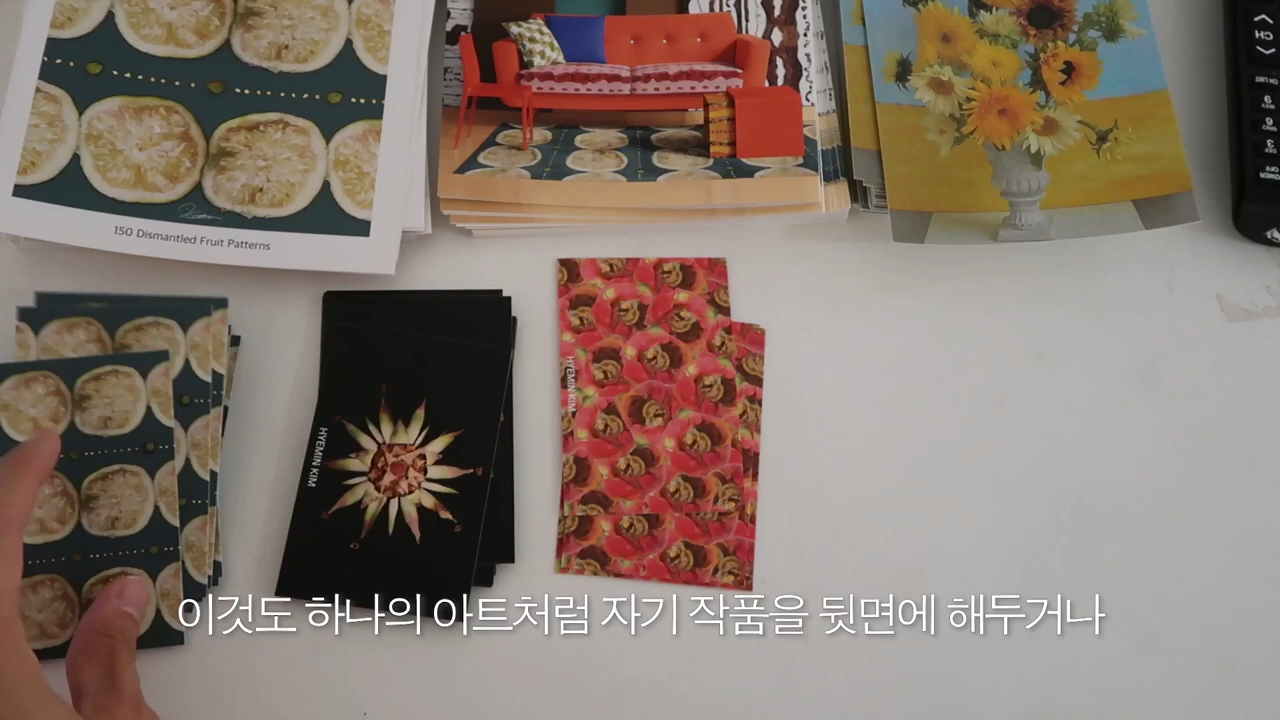 150 Dismantled Fruit Patterns
HYEMIN KIM
HYEMIN KIM
이것도 하나의 아트처럼 자기 작품을 뒷면에 해두거나
CH